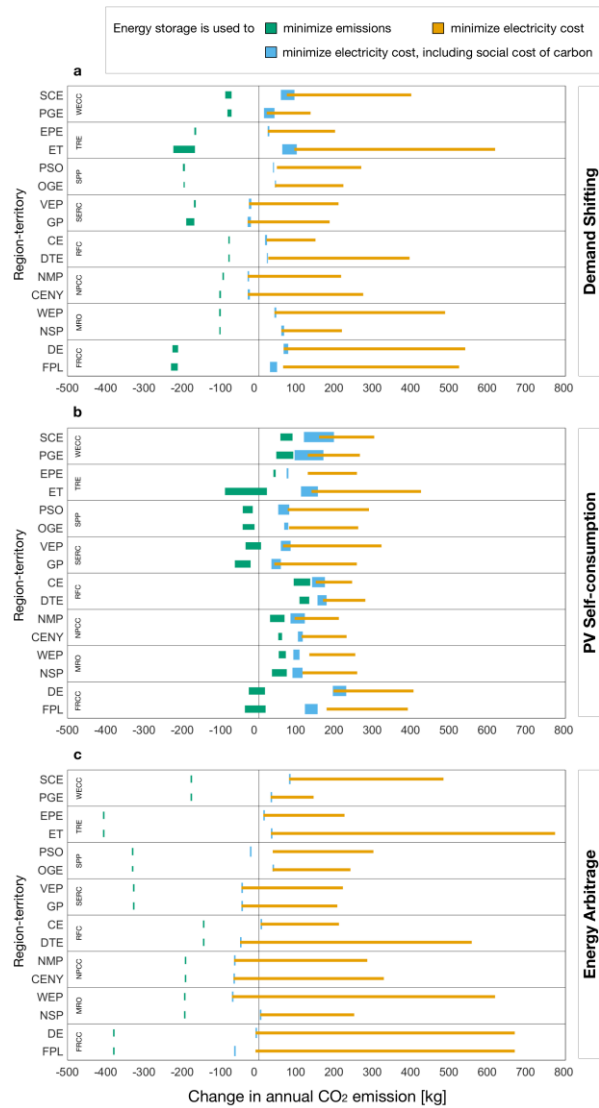 Energy storage is used to minimize emissions minimize electricity cost
minimize electricity cost, including social cost of carbon
a
SCE
PGE
WECC
EPE
ET
TRE
PSO
OGE
SPP
VEP
GP
SERC
CE
DTE
RFC
NMP
CENY
NPCC
WEP
NSP
MRO
DE
FPL
FRCC
Region-territory
Demand Shifting
-500 -400 -300 -200 -100 0 100 200 300 400 500 600 700 800
b
SCE
PGE
WECC
EPE
ET
TRE
PSO
OGE
SPP
VEP
GP
SERC
CE
DTE
RFC
NMP
CENY
NPCC
WEP
NSP
MRO
DE
FPL
FRCC
Region-territory
PV Self-consumption
-500 -400 -300 -200 -100 0 100 200 300 400 500 600 700 800
c
SCE
PGE
WECC
EPE
ET
TRE
PSO
OGE
SPP
VEP
GP
SERC
CE
DTE
RFC
NMP
CENY
NPCC
WEP
NSP
MRO
DE
FPL
FRCC
Region-territory
Energy Arbitrage
-500 -400 -300 -200 -100 0 100 200 300 400 500 600 700 800
Change in annual CO₂ emission [kg]